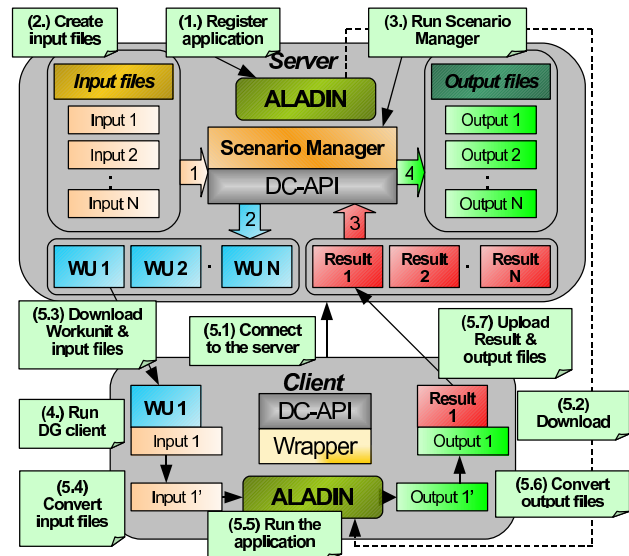 (2.) Create
input files
(1.) Register
application
(3.) Run Scenario
Manager
Server
Input files
Output files
ALADIN
Input 1
Input 2
.
.
Input N
Scenario Manager
DC-API
1
4
2
3
Output 1
Output 2
.
.
Output N
WU 1
WU 2
.
WU N
Result
1
Result
2
.
Result
N
(5.3) Download
Workunit &
input files
(5.1) Connect
to the server
(5.7) Upload
Result &
output files
Client
WU 1
Input 1
DC-API
Wrapper
Result
1
Output 1
(4.) Run
DG client
(5.2)
Download
(5.4)
Convert
input files
Input 1'
ALADIN
Output 1'
(5.6) Convert
output files
(5.5) Run the
application